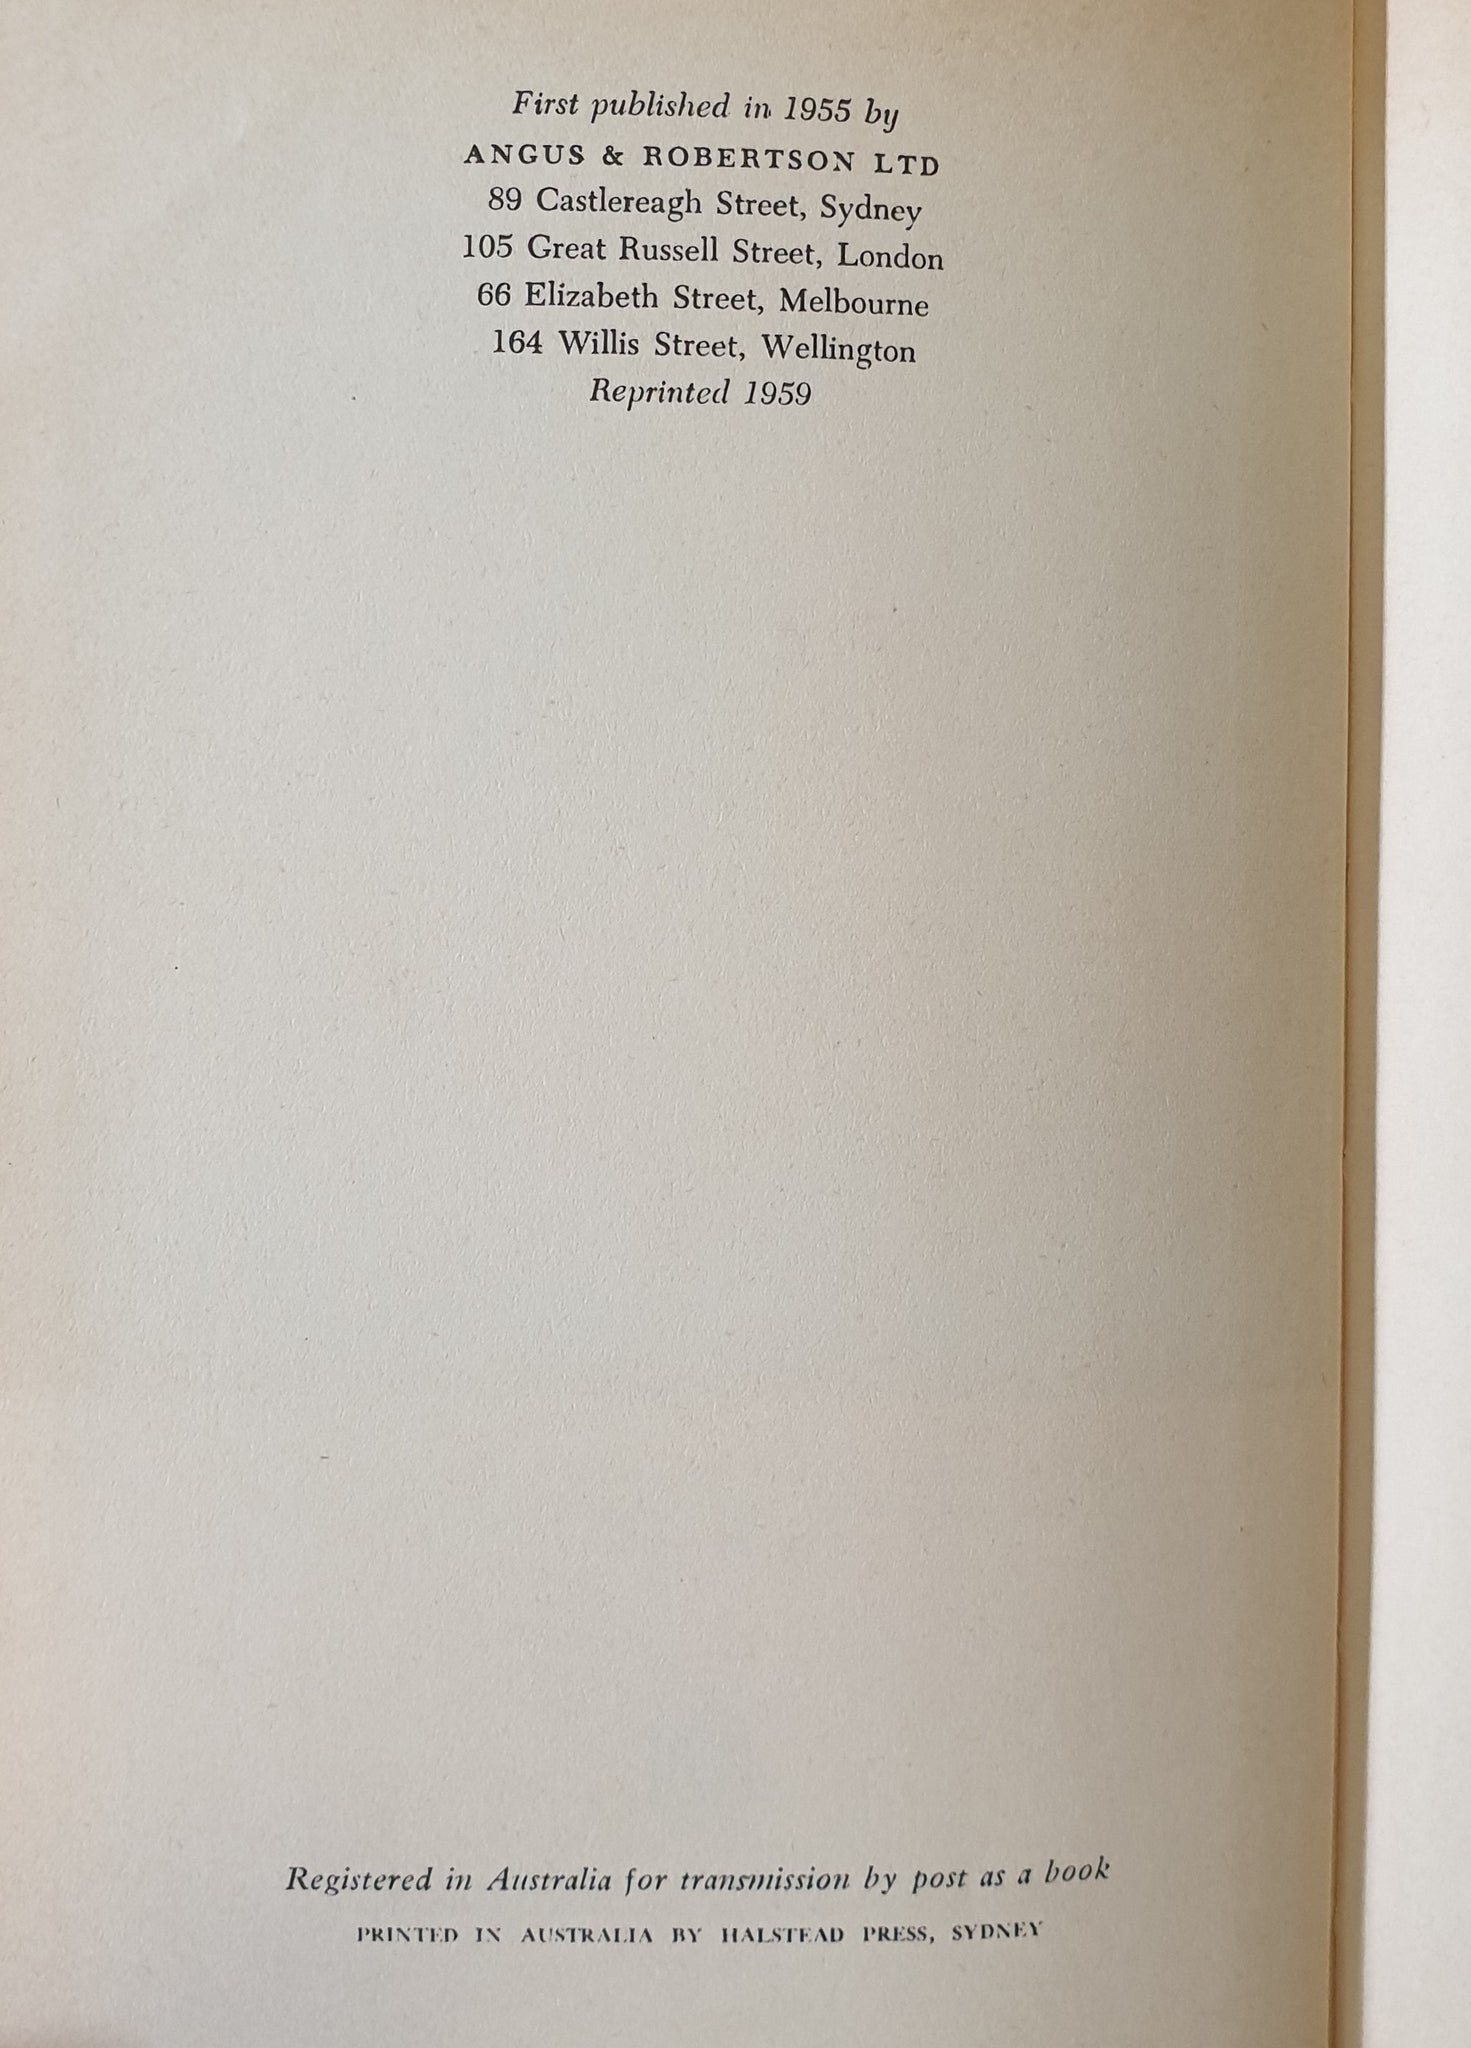 First published in 1955 by
ANGUS & ROBERTSON LTD
89 Castlereagh Street, Sydney
105 Great Russell Street, London
66 Elizabeth Street, Melbourne
164 Willis Street, Wellington
Reprinted 1959
Registered in Australia for transmission by post as a book
PRINTED IN AUSTRALIA BY HALSTEAD PRESS, SYDNEY